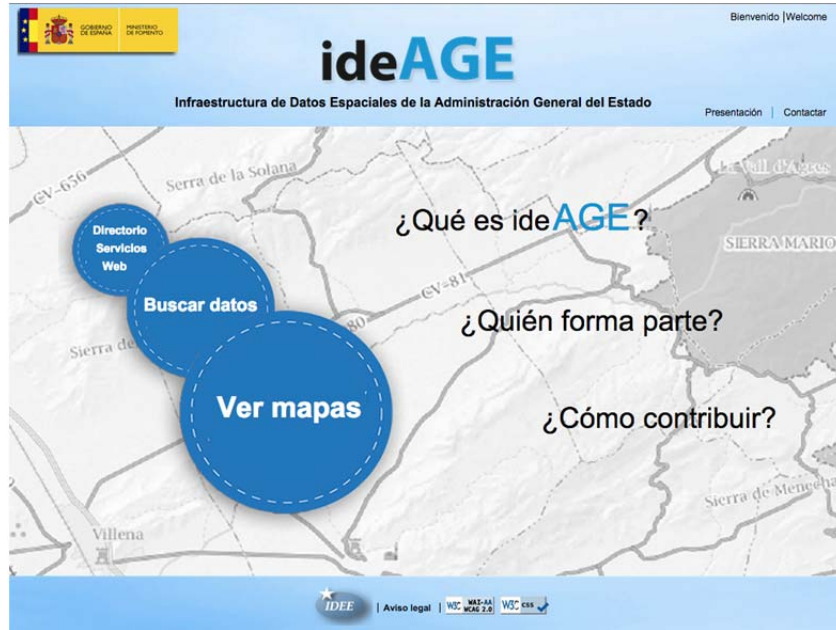 GOBIERNO
DE ESPAÑA
MINISTERIO
DE FOMENTO
Bienvenido |Welcome
ideAGE
Infraestructura de Datos Espaciales de la Administración General del Estado
Presentación | Contactar
CV-656
Serra de la Solana
La Vall d'Agres
Directorio
Servicios
Web
¿Qué es ideAGE?
SIERRA MARIO
Buscar datos
CV-81
80
¿Quién forma parte?
Sierra de
Ver mapas
¿Cómo contribuir?
Sierra de Menecha
Villena
IDEE | Aviso legal | W3C WAI-AA WCAG 2.0 W3C css